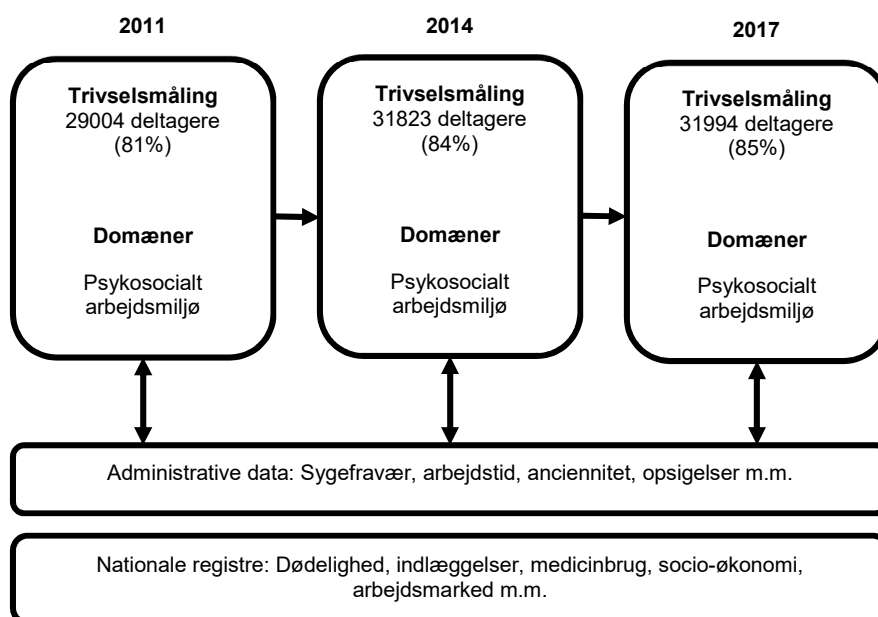 2011
Trivselsmåling
29004 deltagere
(81%)
Domæner
Psykosocialt
arbejdsmiljø
2014
Trivselsmåling
31823 deltagere
(84%)
Domæner
Psykosocialt
arbejdsmiljø
2017
Trivselsmåling
31994 deltagere
(85%)
Domæner
Psykosocialt
arbejdsmiljø
Administrative data: Sygefravær, arbejdstid, anciennitet, opsigelser m.m.
Nationale registre: Dødelighed, indlæggelser, medicinbrug, socio-økonomi,
arbejdsmarked m.m.